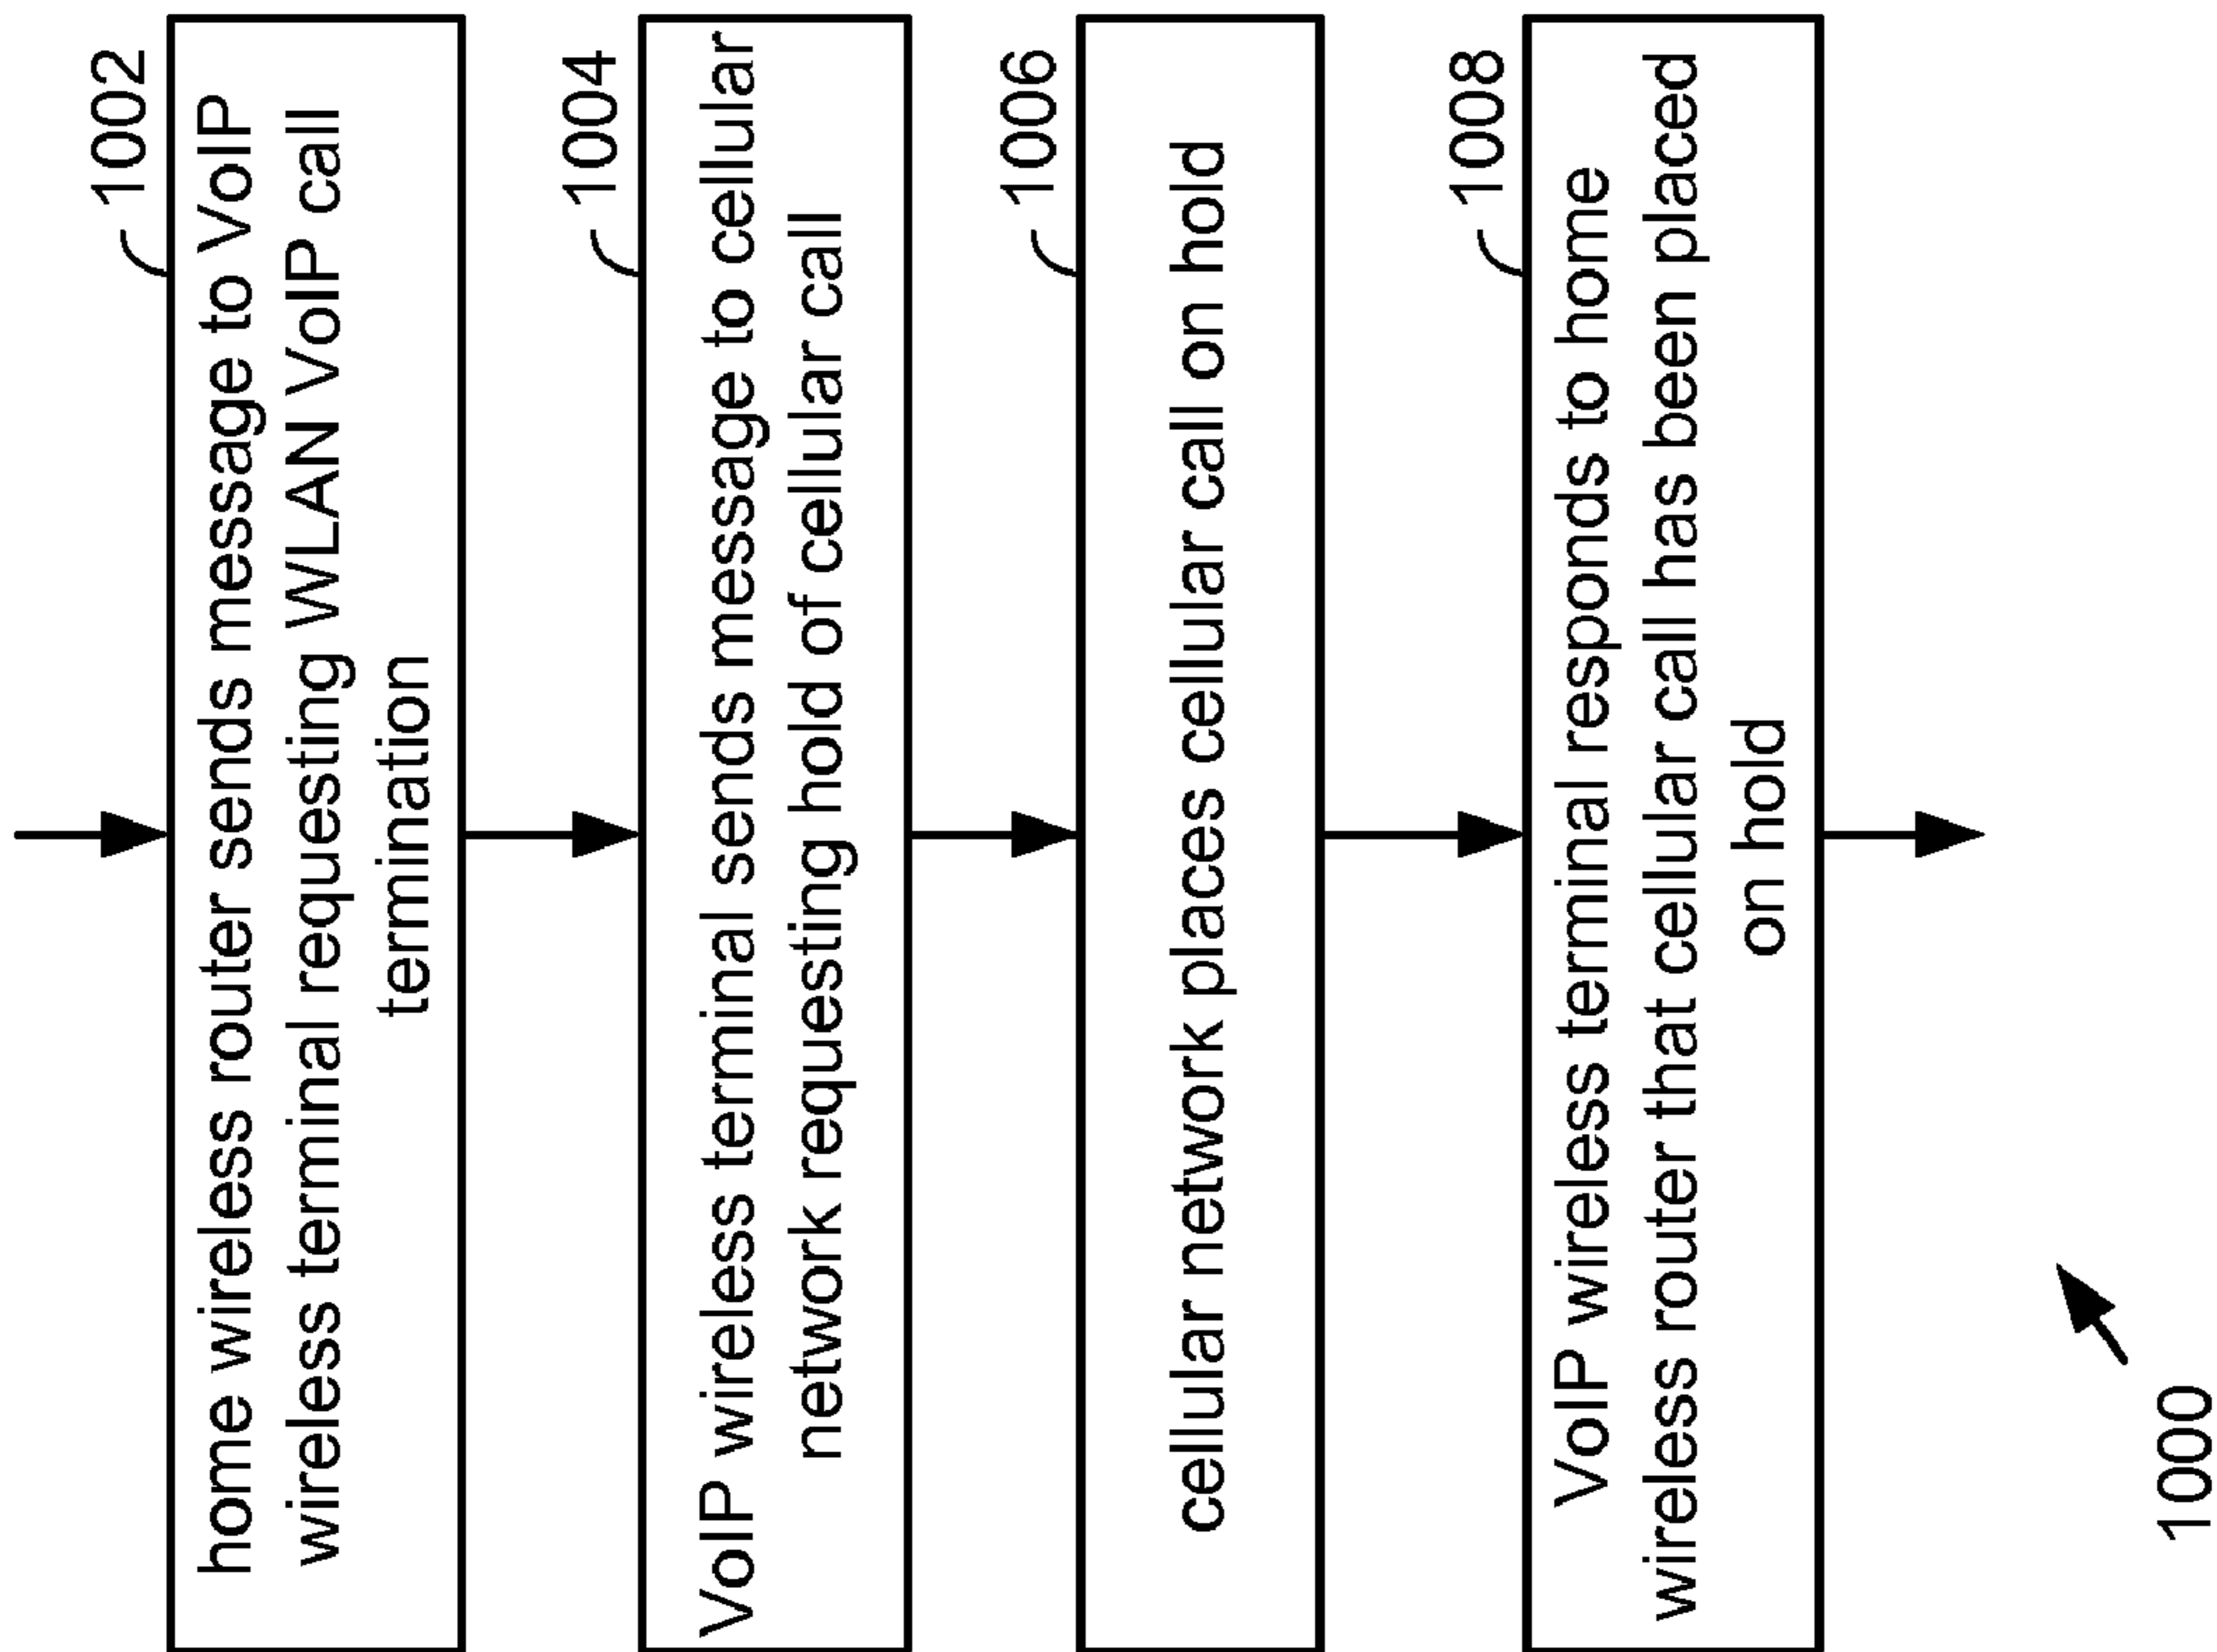 1002
home wireless router sends message to VoIP
wireless terminal requesting WLAN VoIP call
termination
1004
VoIP wireless terminal sends message to cellular
network requesting hold of cellular call
1006
cellular network places cellular call on hold
1008
VoIP wireless terminal responds to home
wireless router that cellular call has been placed
on hold
1000